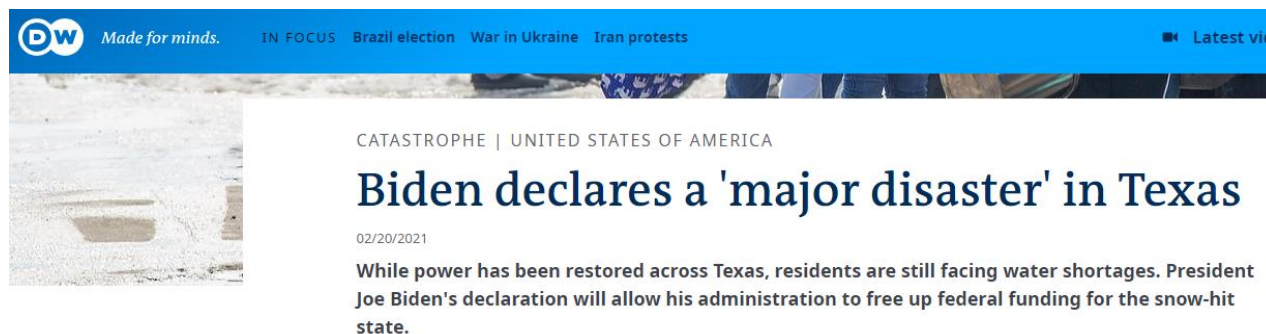 DW Made for minds. IN FOCUS Brazil election War in Ukraine Iran protests Latest
CATASTROPHE | UNITED STATES OF AMERICA
Biden declares a 'major disaster' in Texas
02/20/2021
While power has been restored across Texas, residents are still facing water shortages. President
Joe Biden's declaration will allow his administration to free up federal funding for the snow-hit
state.